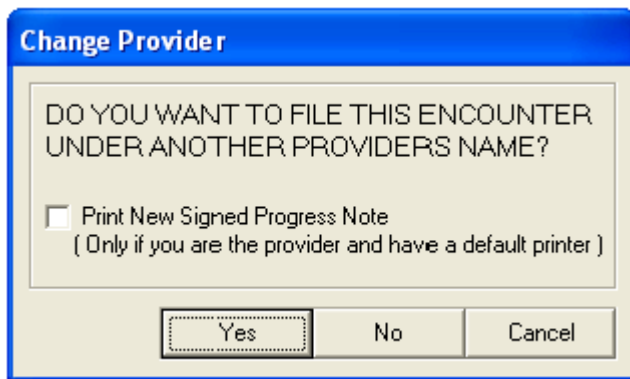 Change Provider
DO YOU WANT TO FILE THIS ENCOUNTER
UNDER ANOTHER PROVIDERS NAME?
Print New Signed Progress Note
( Only if you are the provider and have a default printer )
Yes No Cancel